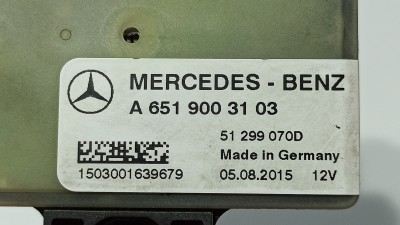 MERCEDES - BENZ
A 651 900 31 03
51 299 070D
Made in Germany
1503001639679 05.08.2015 12V